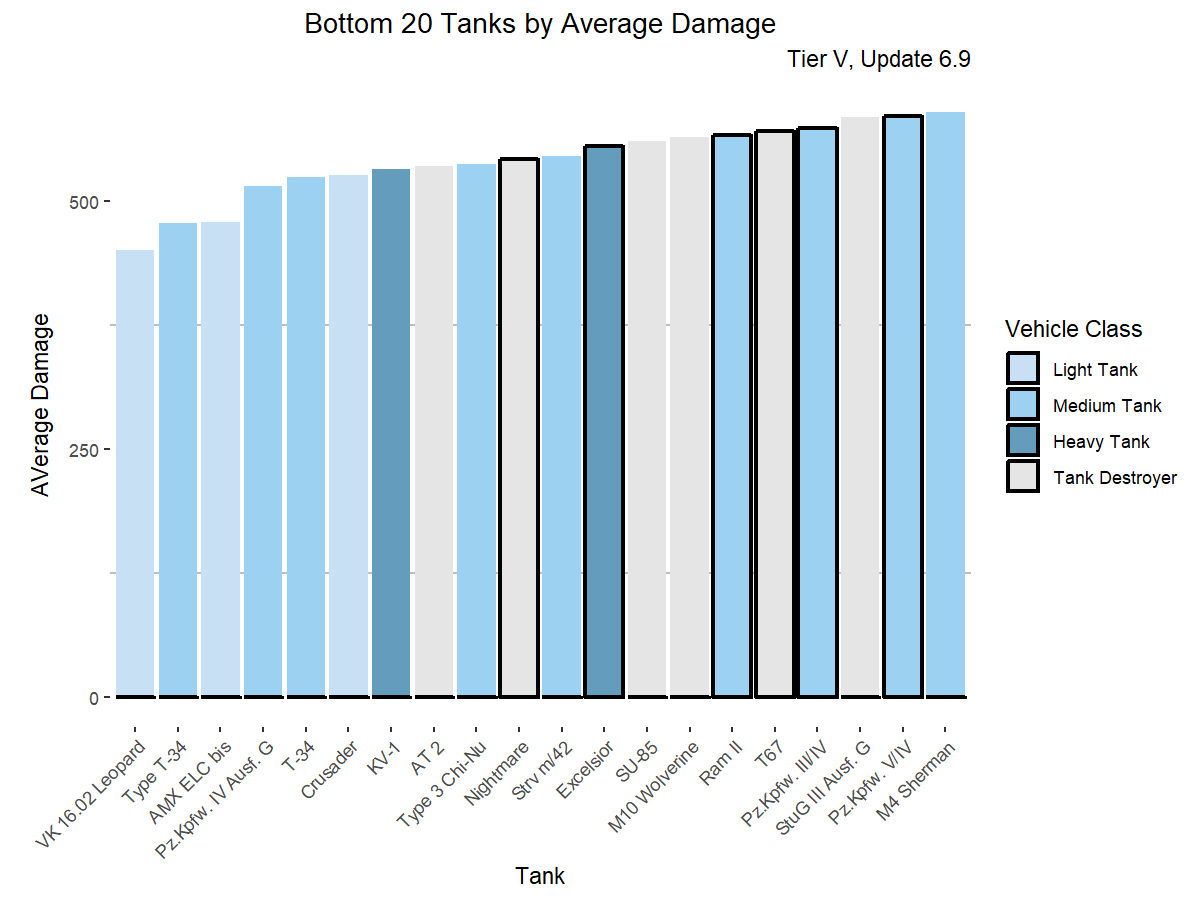 Bottom 20 Tanks by Average Damage
Tier V, Update 6.9
AVerage Damage
500
250
0
VK 16.02 Leopard
Type T-34
AMX ELC bis
Pz.Kpfw. IV Ausf. G
T-34
Crusader
KV-1
AT 2
Type 3 Chi-Nu
Nightmare
Strv m/42
Excelsior
SU-85
M10 Wolverine
Ram II
T67
Pz.Kpfw. III/IV
StuG III Ausf. G
Pz.Kpfw. V/IV
M4 Sherman
Tank
Vehicle Class
Light Tank
Medium Tank
Heavy Tank
Tank Destroyer